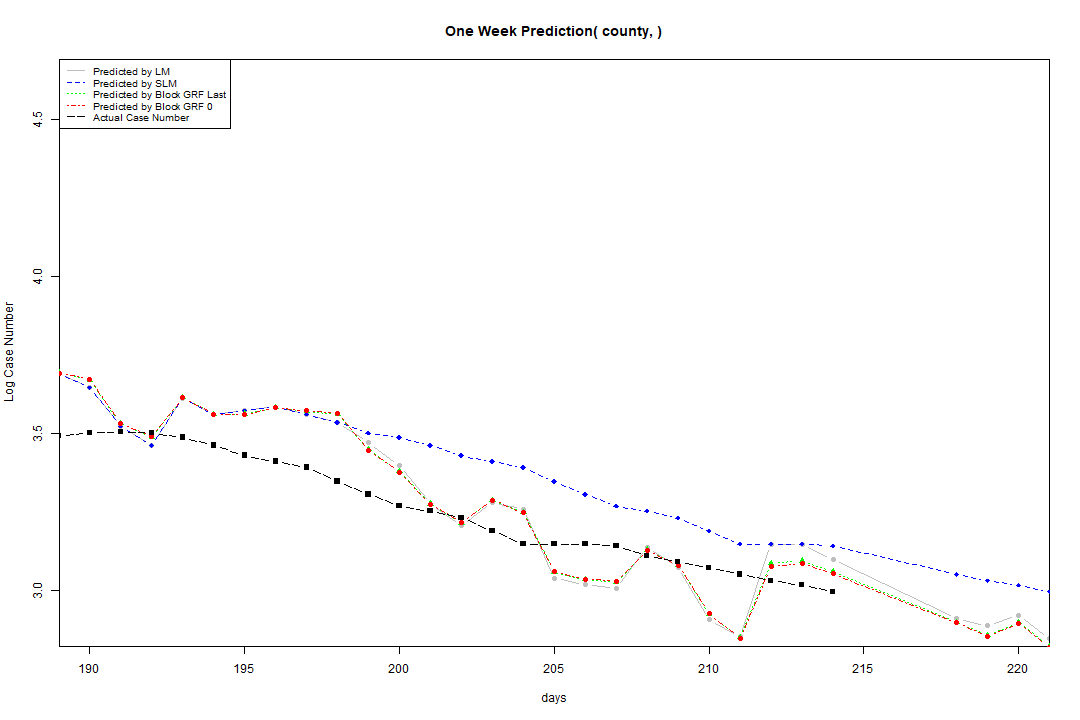 One Week Prediction( county, )
Predicted by LM
Predicted by SLM
Predicted by Block GRF Last
Predicted by Block GRF 0
Actual Case Number
4.5
4.0
3.5
3.0
Log Case Number
190 195 200 205 210 215 220
days